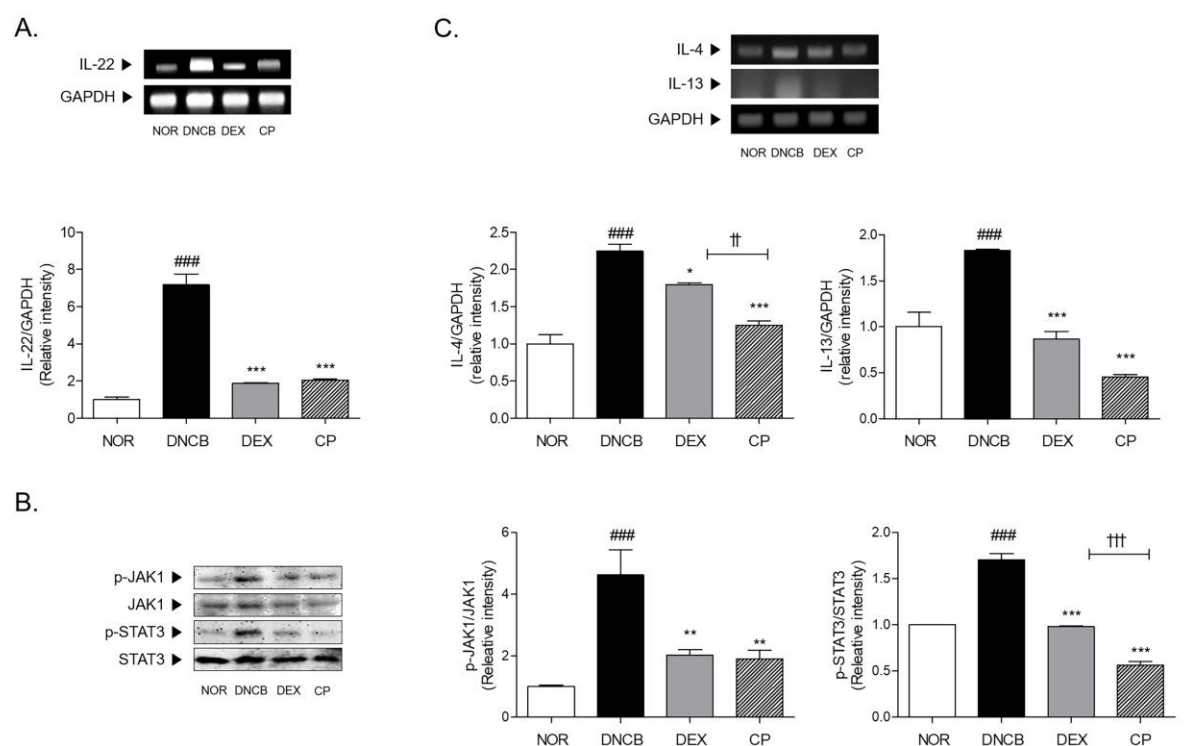 A.
IL-22 ▶
GAPDH ▶
NOR DNCB DEX CP
IL-22/GAPDH
(Relative intensity)
10
8
6
4
2
0
###
***
***
NOR DNCB DEX CP
C.
IL-4 ▶
IL-13 ▶
GAPDH ▶
NOR DNCB DEX CP
IL-4/GAPDH
(relative intensity)
2.5
2.0
1.5
1.0
0.5
0.0
###
*
††
***
NOR DNCB DEX CP
IL-13/GAPDH
(relative intensity)
2.0
1.5
1.0
0.5
0.0
###
***
***
NOR DNCB DEX CP
B.
p-JAK1 ▶
JAK1 ▶
p-STAT3 ▶
STAT3 ▶
NOR DNCB DEX CP
p-JAK1/JAK1
(Releative intensity)
6
4
2
0
###
**
**
NOR DNCB DEX CP
p-STAT3/STAT3
(Releative intensity)
2.0
1.5
1.0
0.5
0.0
###
***
†††
***
NOR DNCB DEX CP